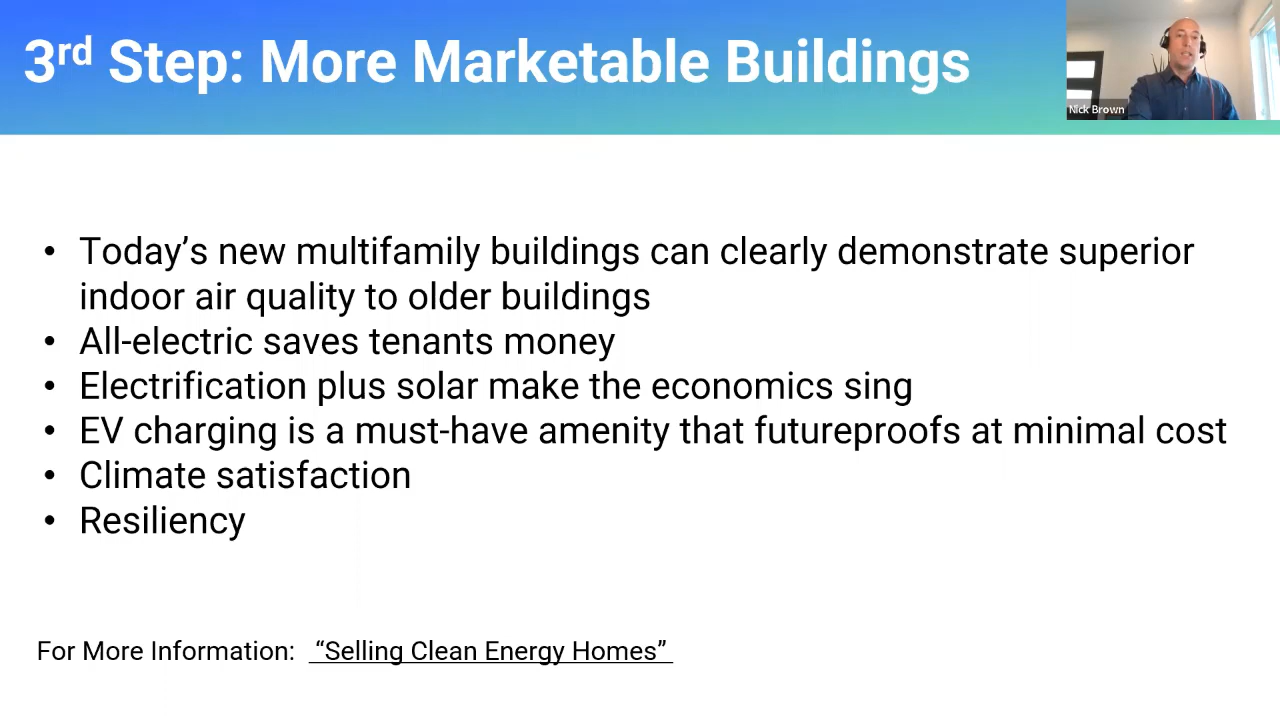 3rd Step: More Marketable Buildings
Nick Brown
• Today’s new multifamily buildings can clearly demonstrate superior
indoor air quality to older buildings
• All-electric saves tenants money
• Electrification plus solar make the economics sing
• EV charging is a must-have amenity that futureproofs at minimal cost
• Climate satisfaction
• Resiliency
For More Information: “Selling Clean Energy Homes”